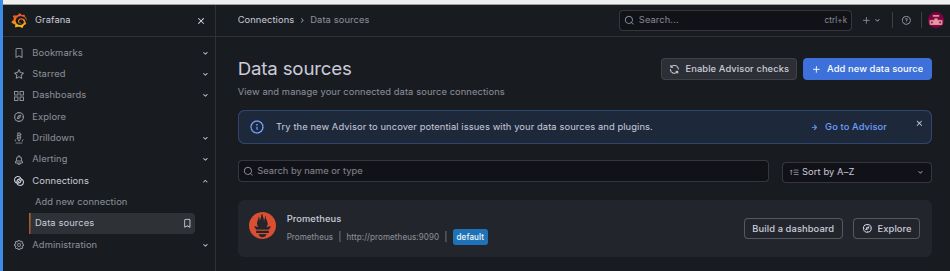 Grafana
Connections › Data sources
Search... ctrl+k
Bookmarks
Starred
Dashboards
Explore
Drilldown
Alerting
Connections
Add new connection
Data sources
Administration
Data sources
Enable Advisor checks
+ Add new data source
View and manage your connected data source connections
Try the new Advisor to uncover potential issues with your data sources and plugins.
→ Go to Advisor
Search by name or type
Sort by A–Z
Prometheus
Prometheus | http://prometheus:9090 | default
Build a dashboard
Explore